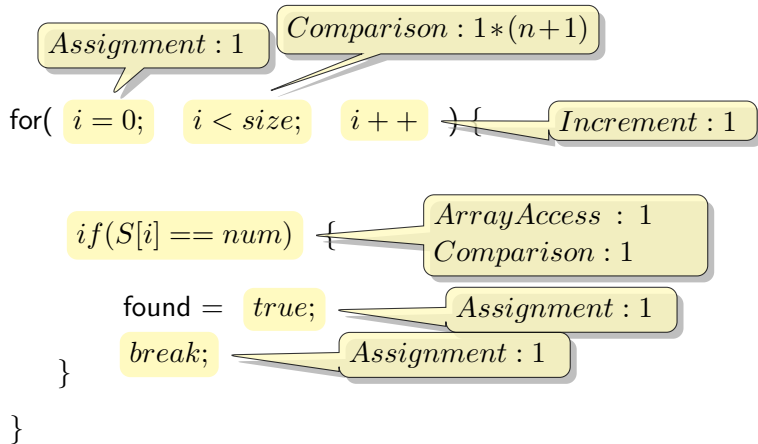 Assignment : 1
Comparison : 1∗(n+1)
for( i = 0; i < size; i + + ) {
Increment : 1
if(S[i] == num) {
ArrayAccess : 1
Comparison : 1
found = true;
Assignment : 1
break;
Assignment : 1
}
}